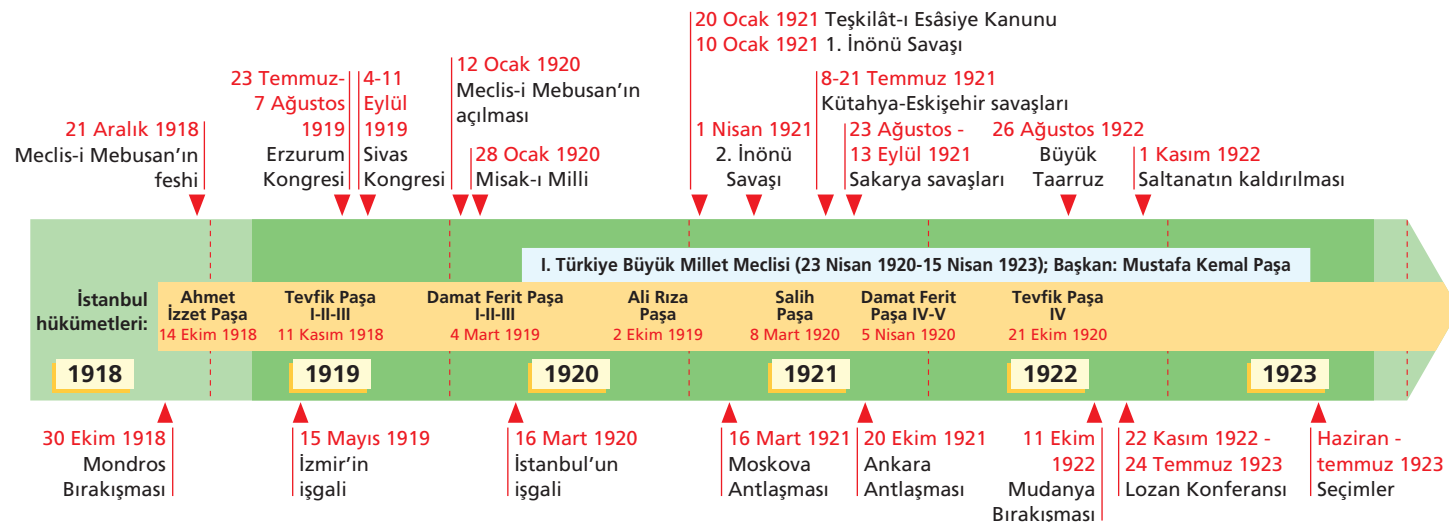 21 Aralık 1918
Meclis-i Mebusan’ın
feshi
23 Temmuz-
7 Ağustos
1919
Erzurum
Kongresi
4-11
Eylül
1919
Sivas
Kongresi
12 Ocak 1920
Meclis-i Mebusan’ın
açılması
28 Ocak 1920
Misak-ı Milli
20 Ocak 1921 Teşkilât-ı Esâsiye Kanunu
10 Ocak 1921 1. İnönü Savaşı
1 Nisan 1921
2. İnönü
Savaşı
8-21 Temmuz 1921
Kütahya-Eskişehir savaşları
23 Ağustos -
13 Eylül 1921
Sakarya savaşları
26 Ağustos 1922
Büyük
Taarruz
1 Kasım 1922
Saltanatın kaldırılması
I. Türkiye Büyük Millet Meclisi (23 Nisan 1920-15 Nisan 1923); Başkan: Mustafa Kemal Paşa
İstanbul
hükümetleri:
Ahmet
İzzet Paşa
14 Ekim 1918
Tevfik Paşa
I-II-III
11 Kasım 1918
Damat Ferit Paşa
I-II-III
4 Mart 1919
Ali Rıza
Paşa
2 Ekim 1919
Salih
Paşa
8 Mart 1920
Damat Ferit
Paşa IV-V
5 Nisan 1920
Tevfik Paşa
IV
21 Ekim 1920
1918
1919
1920
1921
1922
1923
30 Ekim 1918
Mondros
Bırakışması
15 Mayıs 1919
İzmir’in
işgali
16 Mart 1920
İstanbul’un
işgali
16 Mart 1921
Moskova
Antlaşması
20 Ekim 1921
Ankara
Antlaşması
11 Ekim
1922
Mudanya
Bırakışması
22 Kasım 1922 -
24 Temmuz 1923
Lozan Konferansı
Haziran -
temmuz 1923
Seçimler